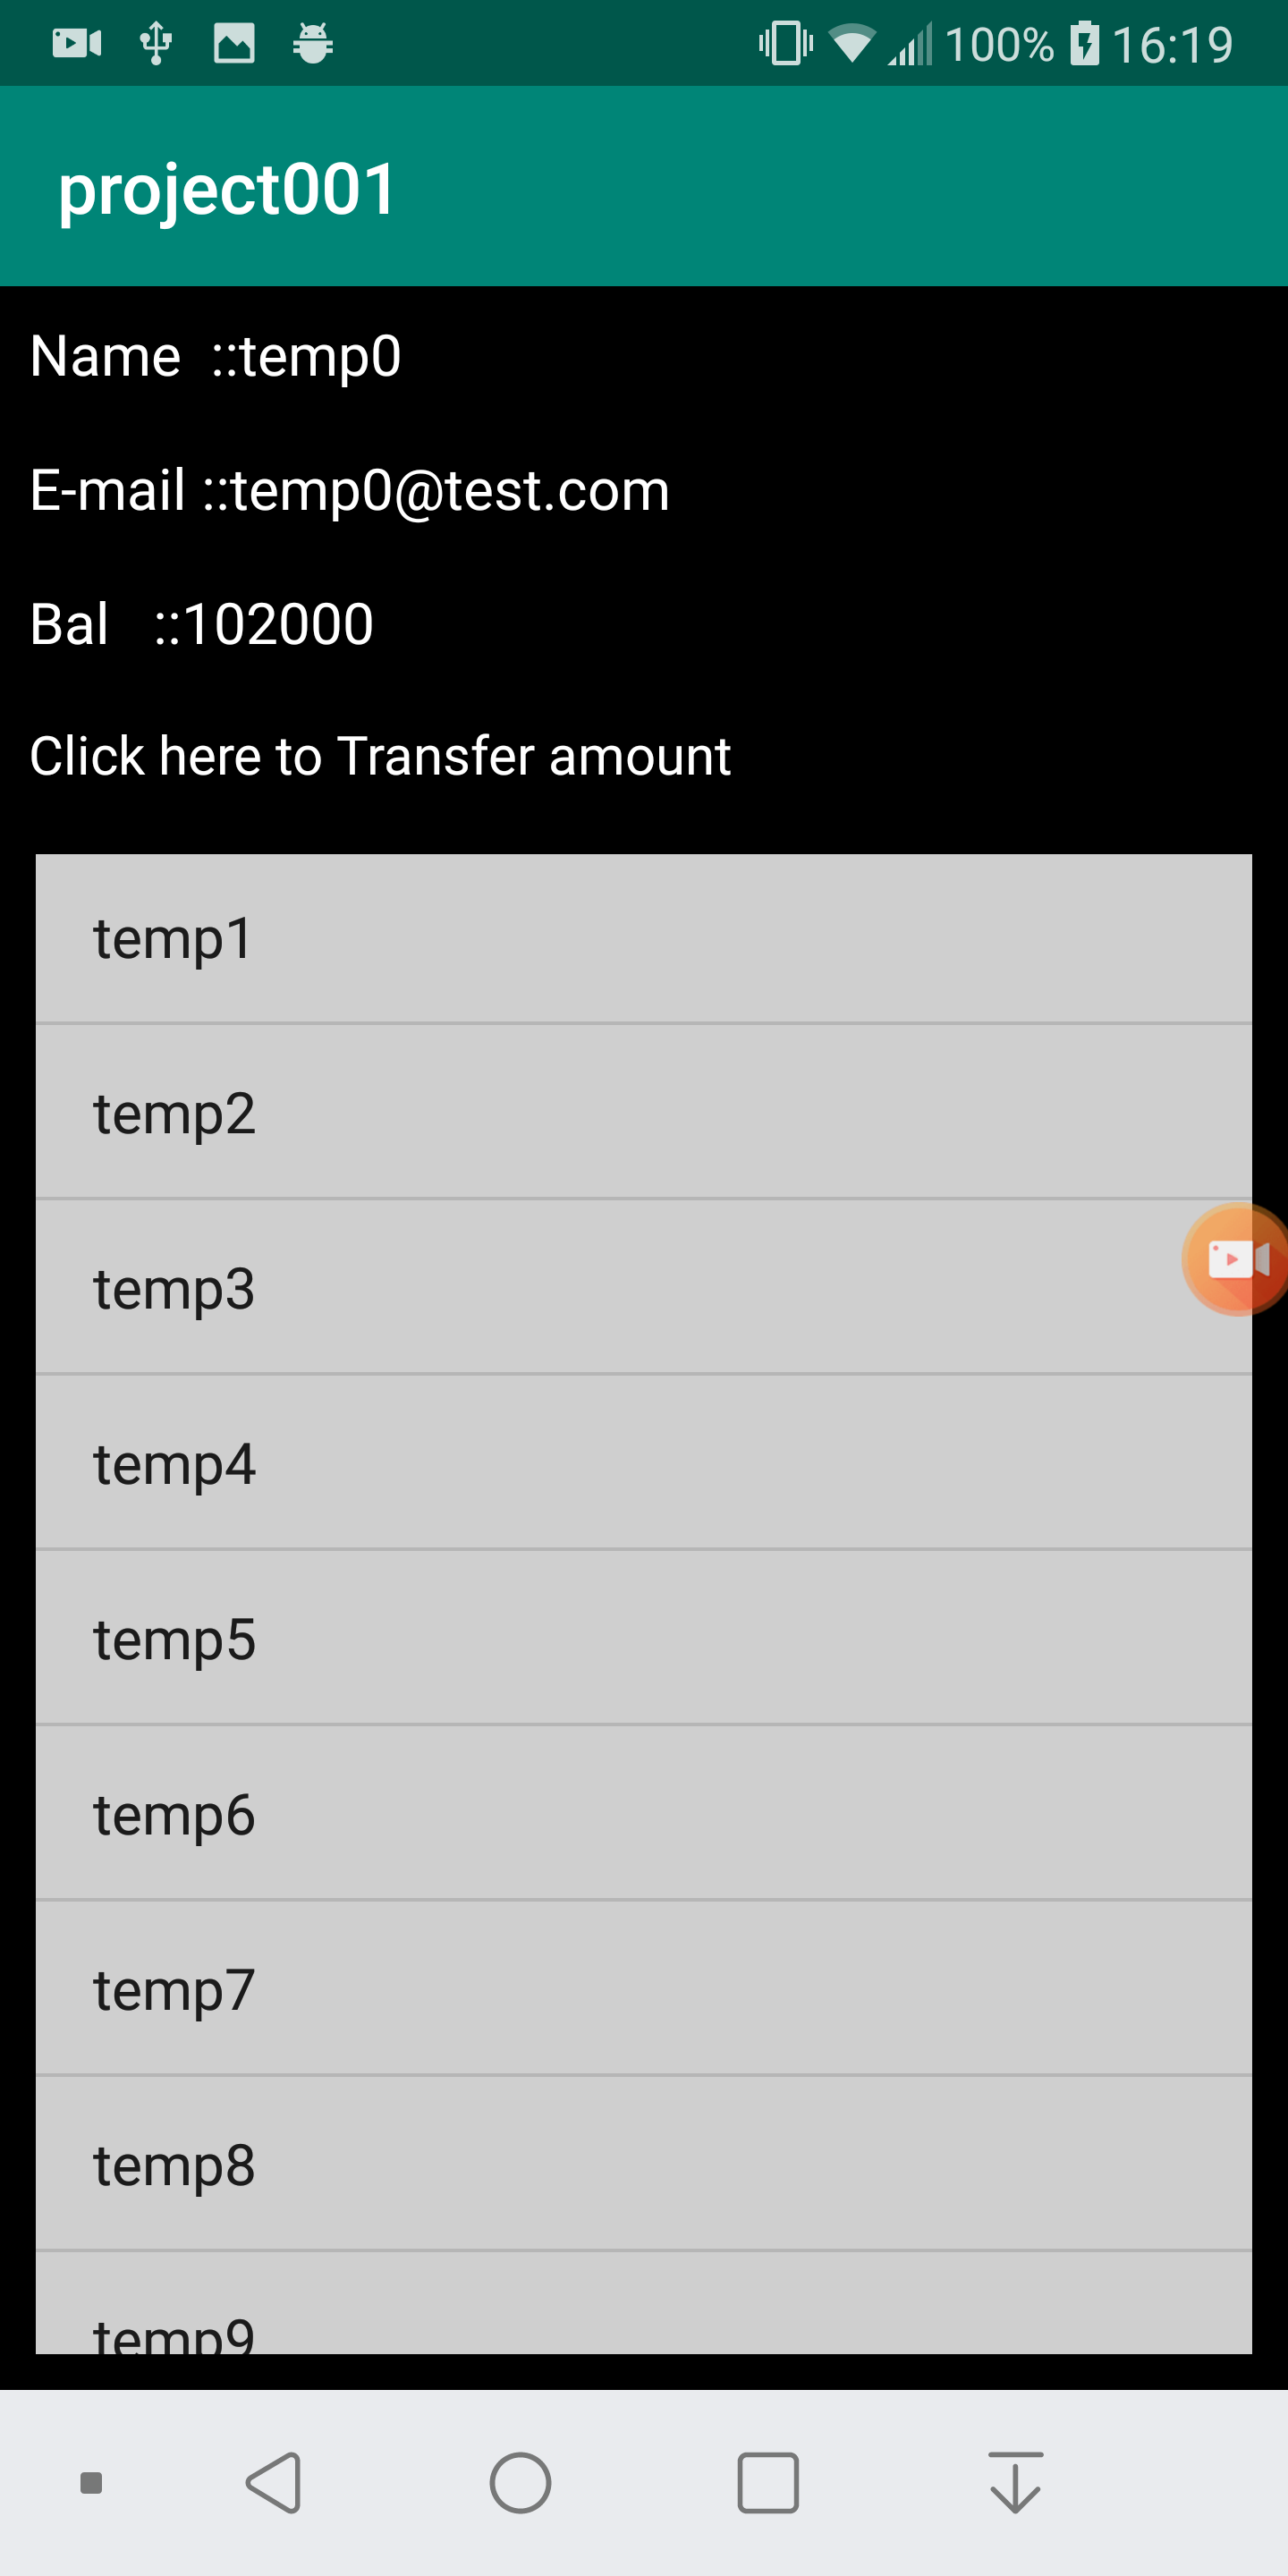 100% 16:19
project001
Name  ::temp0
E-mail ::temp0@test.com
Bal   ::102000
Click here to Transfer amount
temp1
temp2
temp3
temp4
temp5
temp6
temp7
temp8
temp9